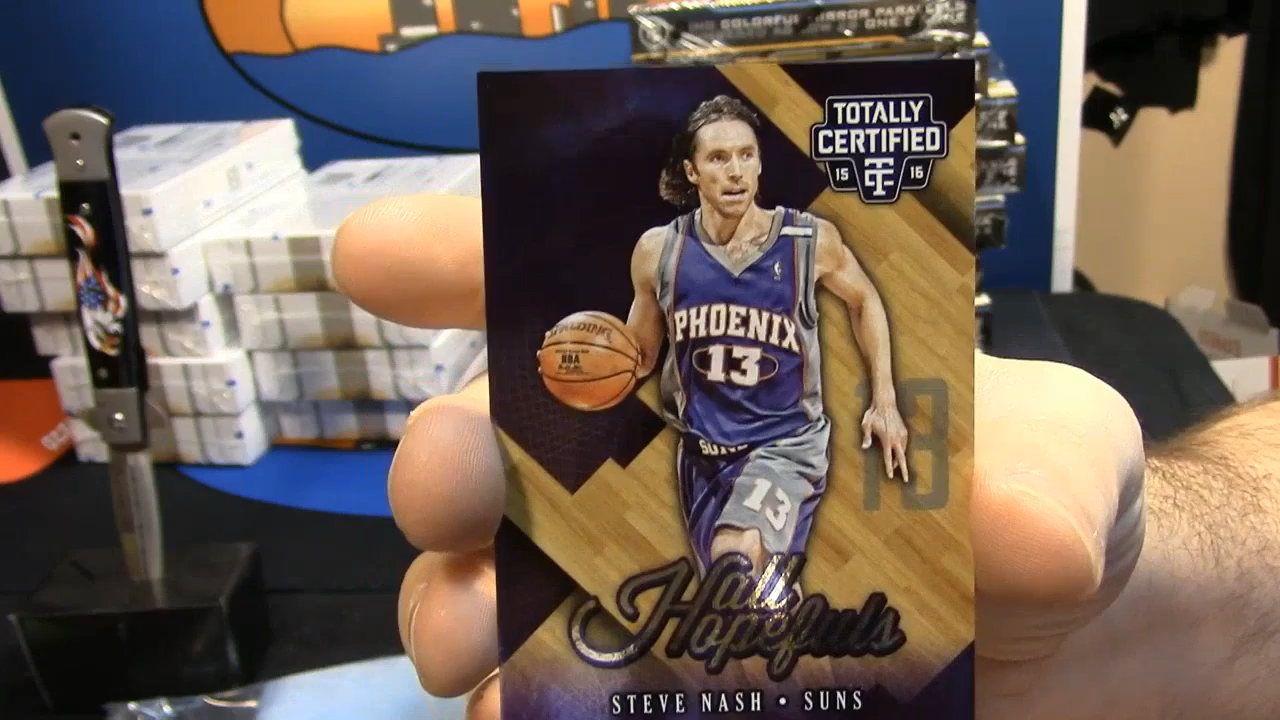 COLORFUL MIRROR PARALLELS
TOTALLY
CERTIFIED
15 16
TC
SPALDING
NBA
PHOENIX
13
SUNS
13
13
Hall
Hopefuls
STEVE NASH • SUNS